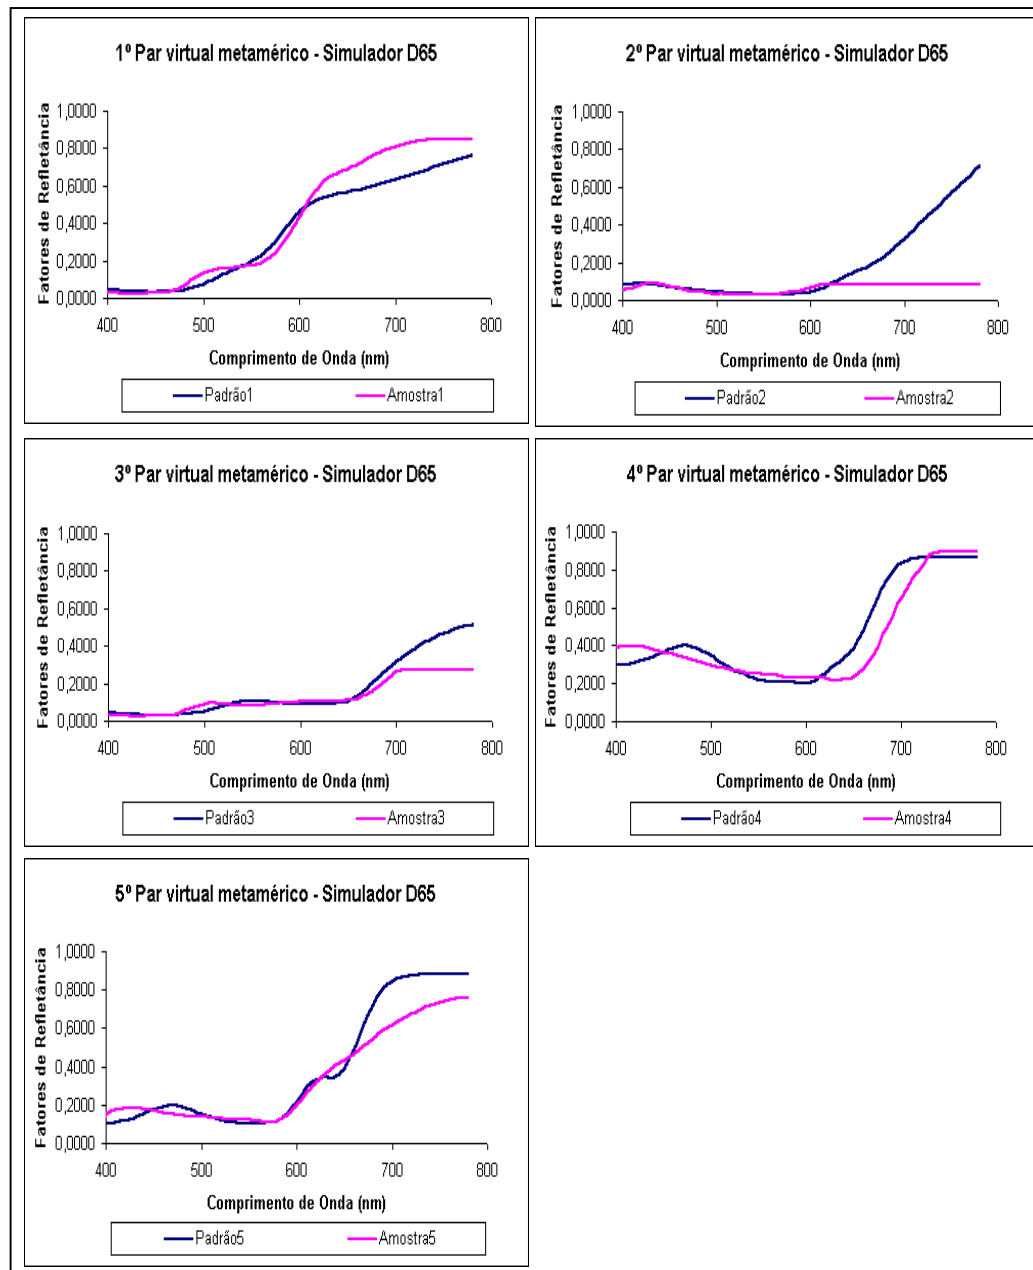 1º Par virtual metamérico - Simulador D65
1,0000
0,8000
0,6000
0,4000
0,2000
0,0000
Fatores de Refletância
400 500 600 700 800
Comprimento de Onda (nm)
Padrão1 Amostra1
2º Par virtual metamérico - Simulador D65
1,0000
0,8000
0,6000
0,4000
0,2000
0,0000
Fatores de Refletância
400 500 600 700 800
Comprimento de Onda (nm)
Padrão2 Amostra2
3º Par virtual metamérico - Simulador D65
1,0000
0,8000
0,6000
0,4000
0,2000
0,0000
Fatores de Refletância
400 500 600 700 800
Comprimento de Onda (nm)
Padrão3 Amostra3
4º Par virtual metamérico - Simulador D65
1,0000
0,8000
0,6000
0,4000
0,2000
0,0000
Fatores de Refletância
400 500 600 700 800
Comprimento de Onda (nm)
Padrão4 Amostra4
5º Par virtual metamérico - Simulador D65
1,0000
0,8000
0,6000
0,4000
0,2000
0,0000
Fatores de Refletância
400 500 600 700 800
Comprimento de Onda (nm)
Padrão5 Amostra5